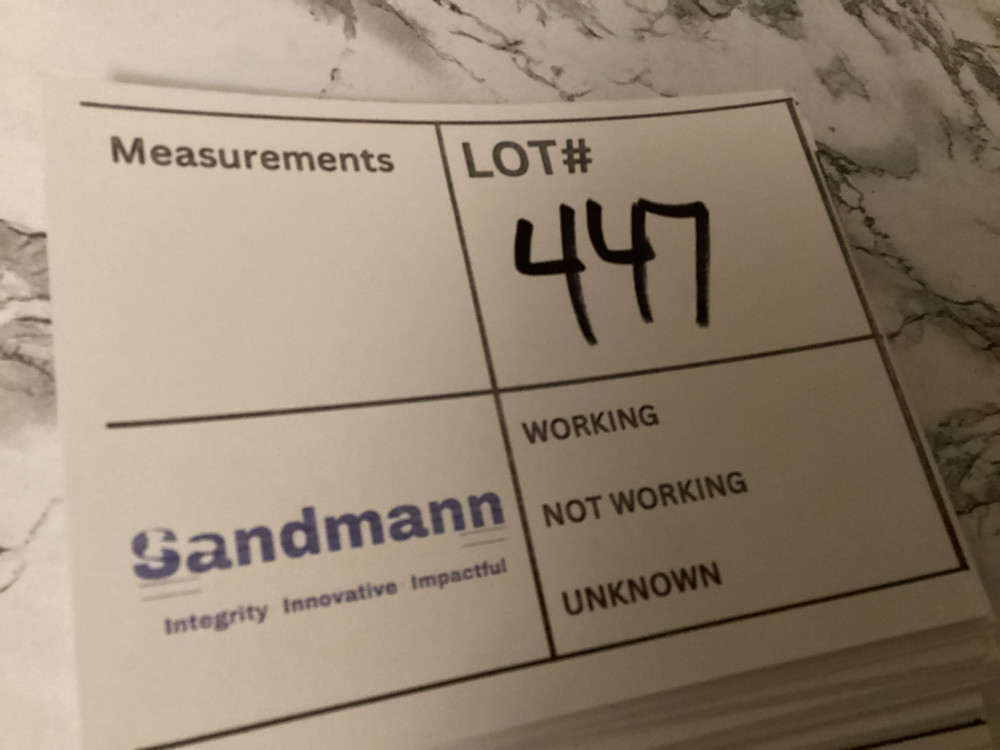 Measurements
LOT#
447
WORKING
NOT WORKING
UNKNOWN
Sandmann
Integrity Innovative Impactful